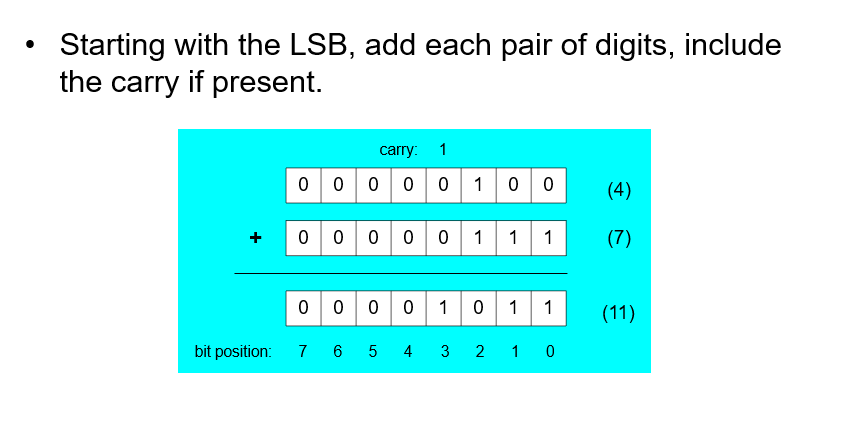 • Starting with the LSB, add each pair of digits, include
the carry if present.
carry: 1
0 0 0 0 0 1 0 0 (4)
+ 0 0 0 0 0 1 1 1 (7)
0 0 0 0 1 0 1 1 (11)
bit position: 7 6 5 4 3 2 1 0